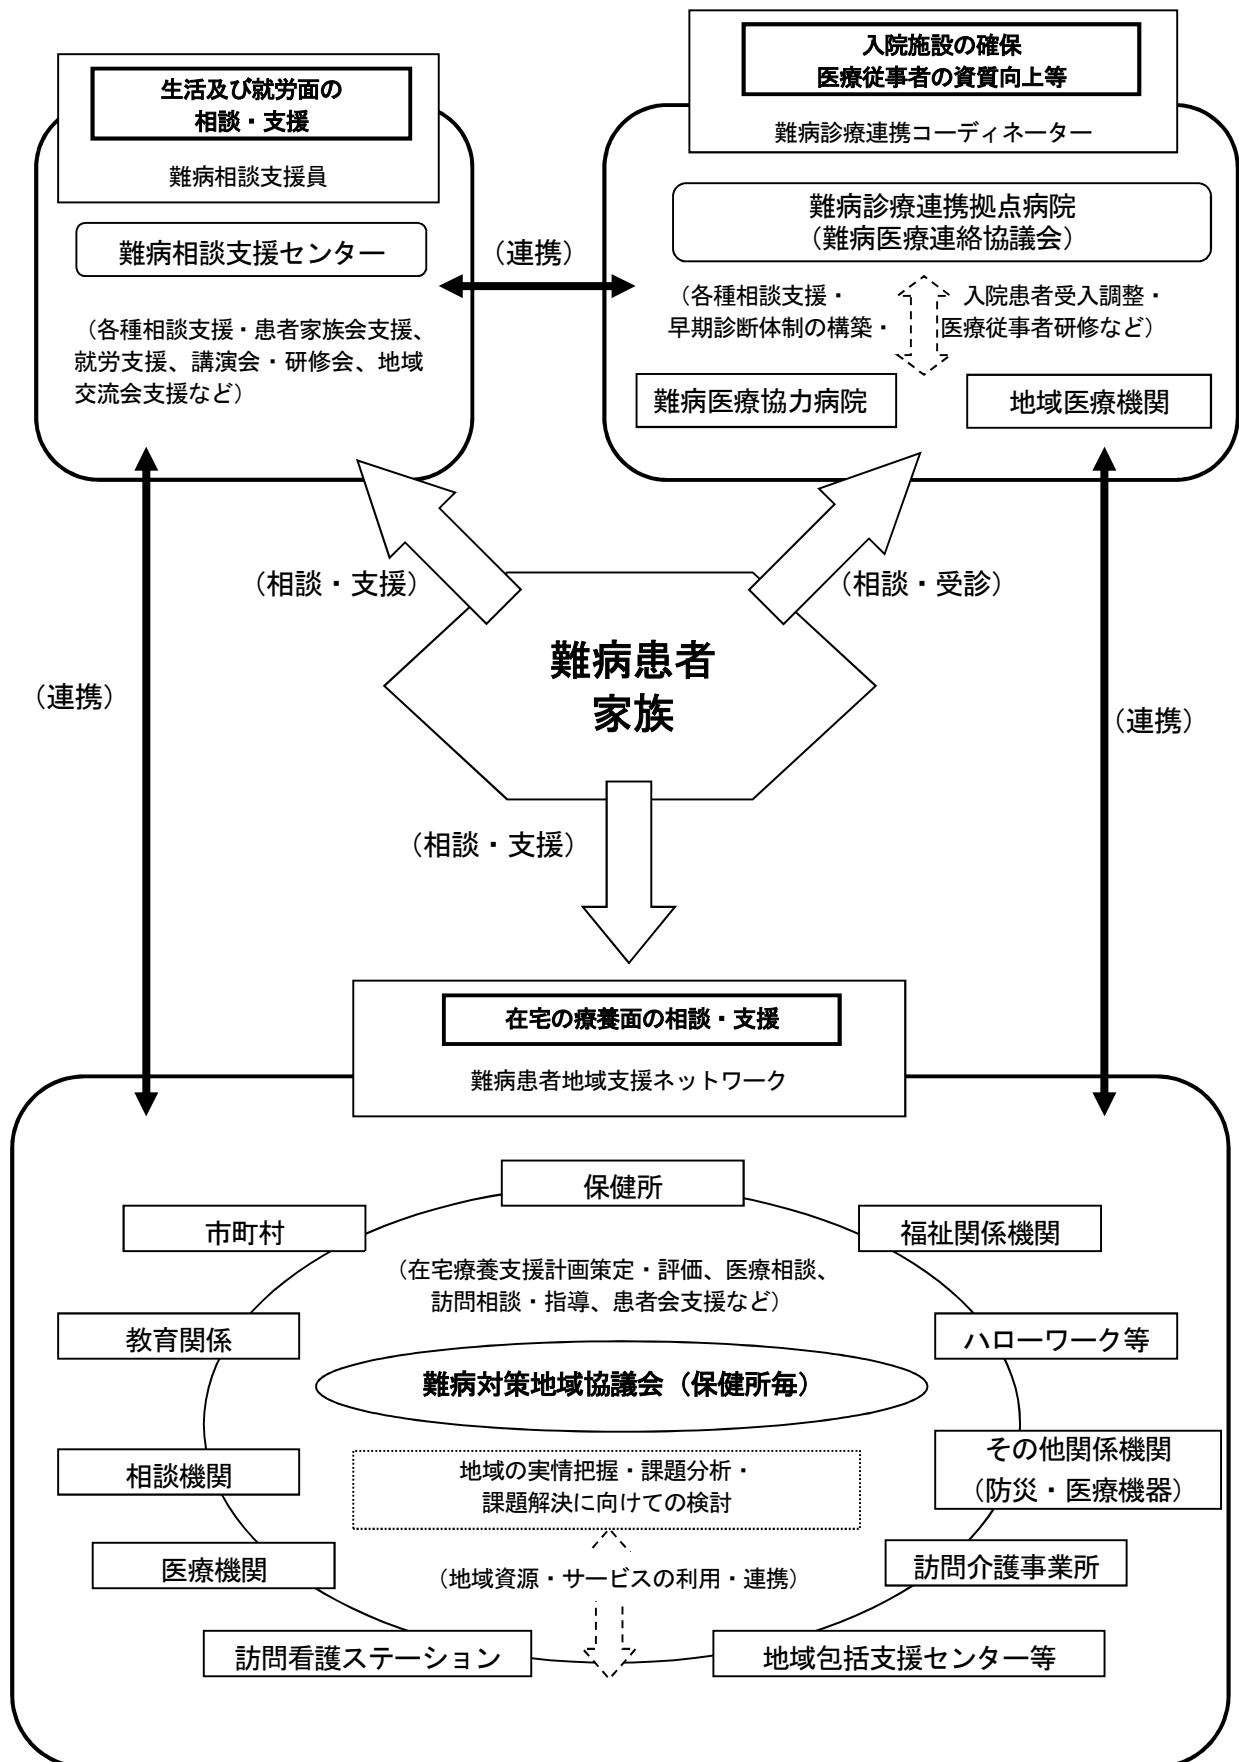 生活及び就労面の
相談・支援
難病相談支援員
難病相談支援センター
（各種相談支援・患者家族会支援、
就労支援、講演会・研修会、地域
交流会支援など）
（連携）
入院施設の確保
医療従事者の資質向上等
難病診療連携コーディネーター
難病診療連携拠点病院
（難病医療連絡協議会）
（各種相談支援・　入院患者受入調整・
早期診断体制の構築・　医療従事者研修など）
難病医療協力病院
地域医療機関
（相談・支援）
（相談・受診）
難病患者
家族
（連携）
（連携）
（相談・支援）
在宅の療養面の相談・支援
難病患者地域支援ネットワーク
保健所
市町村
福祉関係機関
（在宅療養支援計画策定・評価、医療相談、
訪問相談・指導、患者会支援など）
教育関係
ハローワーク等
難病対策地域協議会（保健所毎）
相談機関
地域の実情把握・課題分析・
課題解決に向けての検討
その他関係機関
（防災・医療機器）
医療機関
（地域資源・サービスの利用・連携）
訪問介護事業所
訪問看護ステーション
地域包括支援センター等